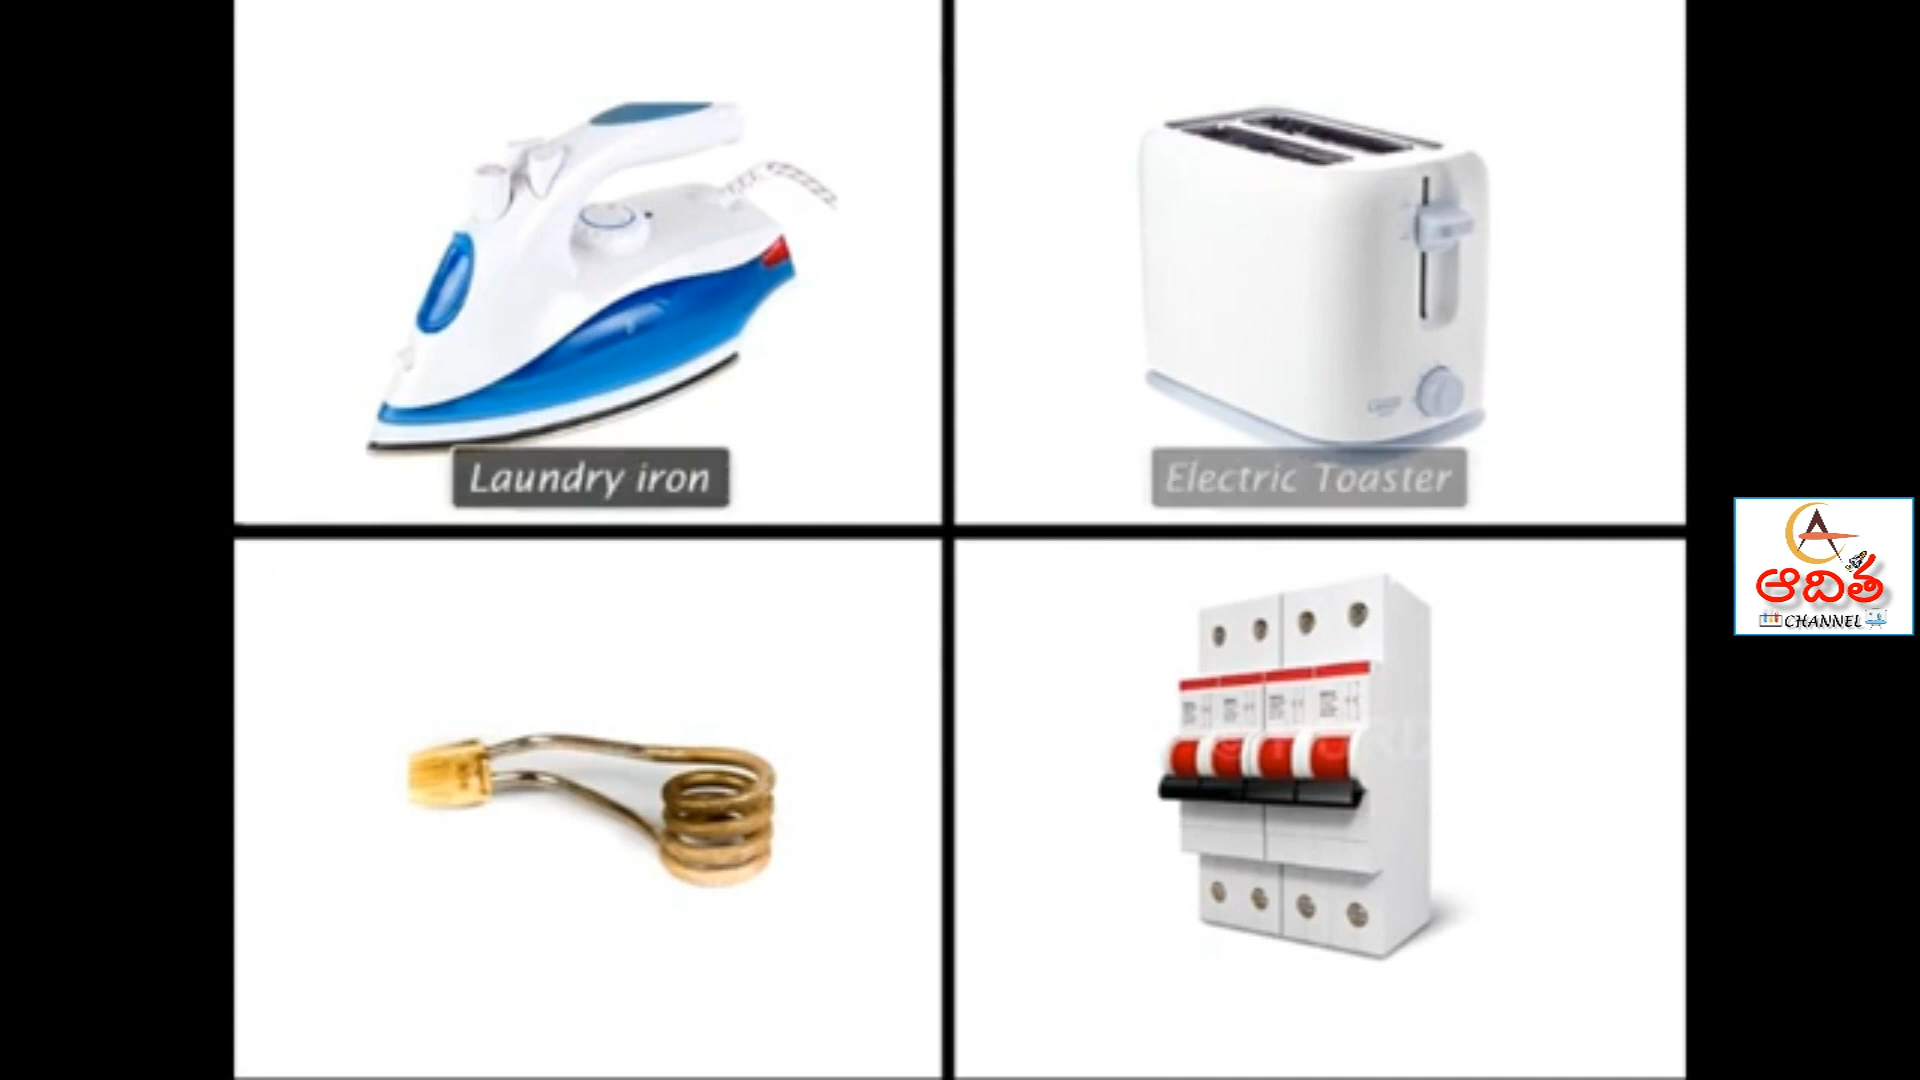 Laundry iron
Electric Toaster
ఆదిత్య
CHANNEL